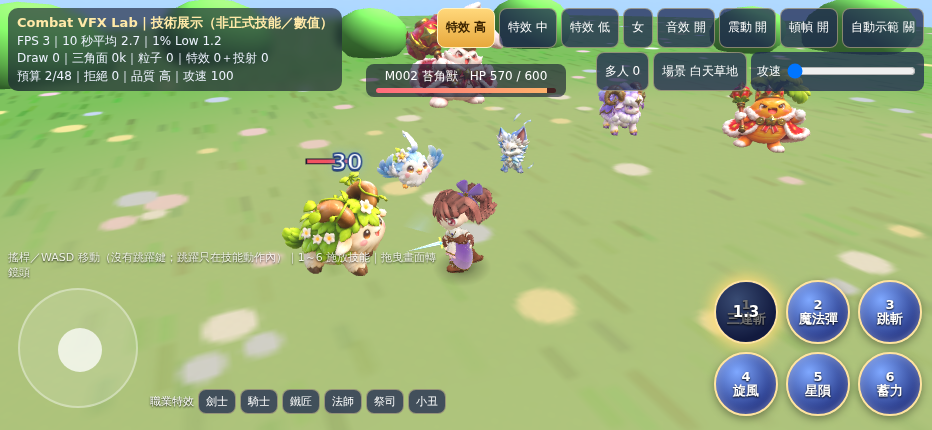 Combat VFX Lab｜技術展示（非正式技能／數值）
FPS 3｜10 秒平均 2.7｜1% Low 1.2
Draw 0｜三角面 0k｜粒子 0｜特效 0＋投射 0
預算 2/48｜拒絕 0｜品質 高｜攻速 100
特效 高
特效 中
特效 低
女
音效 開
震動 開
頓幀 開
自動示範 關
多人 0
場景 白天草地
攻速
M002 苔角獸 HP 570 / 600
30
搖桿／WASD 移動（沒有跳躍鍵；跳躍只在技能動作內）｜1～6 施放技能｜拖曳畫面轉
鏡頭
1
1.3
三連斬
2
魔法彈
3
跳斬
4
旋風
5
星隕
6
蓄力
職業特效
劍士
騎士
鐵匠
法師
祭司
小丑